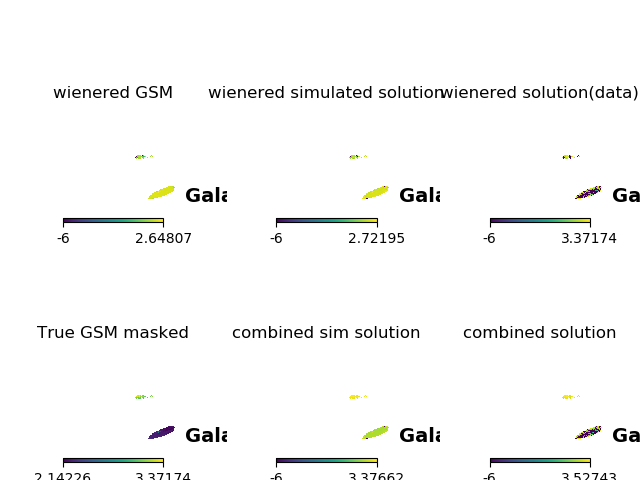 wienered GSM wienered simulated solution wienered solution(data)
Gala Gala Ga
-6 2.64807 -6 2.72195 -6 3.37174
True GSM masked combined sim solution combined solution
Gala Gala Ga
2.14226 3.37174 -6 3.37662 -6 3.52743